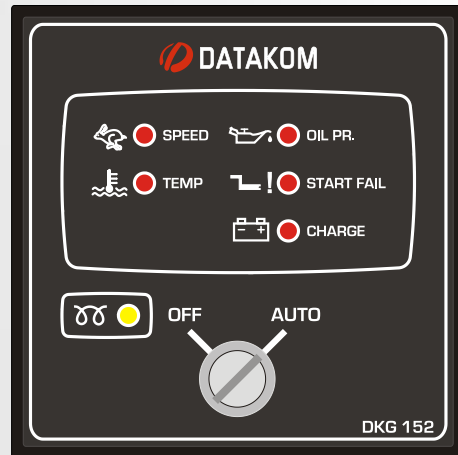 DATAKOM
SPEED OIL PR.
TEMP ! START FAIL
CHARGE
OFF AUTO
DKG 152